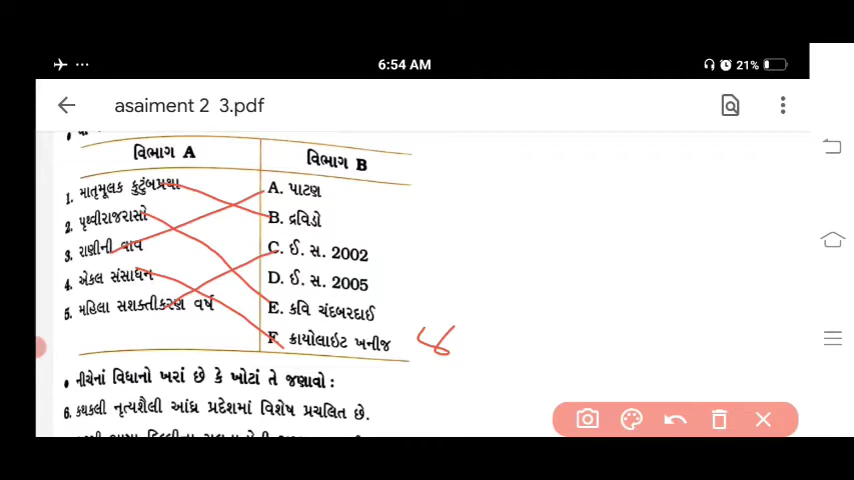 6:54 AM
21%
asaiment 2 3.pdf
વિભાગ A
વિભાગ B
1. માતૃમૂલક કુટુંબપ્રથા
A. પાટણ
2. પૃથ્વીરાજરાસો
B. દ્રવિડો
3. રાણીની વાવ
C. ઈ. સ. 2002
4. એકલ સંસાધન
D. ઈ. સ. 2005
5. મહિલા સશક્તીકરણ વર્ષ
E. કવિ ચંદબરદાઈ
F ક્રાયોલાઇટ ખનીજ
• નીચેનાં વિધાનો ખરાં છે કે ખોટાં તે જણાવો :
6. કથકલી નૃત્યશૈલી આંધ્ર પ્રદેશમાં વિશેષ પ્રચલિત છે.